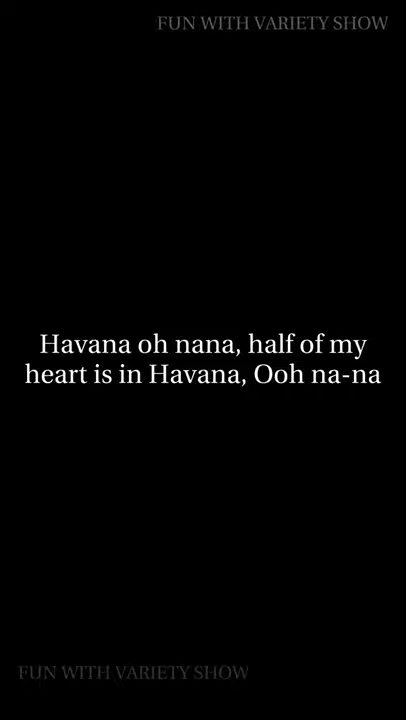 FUN WITH VARIETY SHOW
Havana oh nana, half of my
heart is in Havana, Ooh na-na
FUN WITH VARIETY SHOW